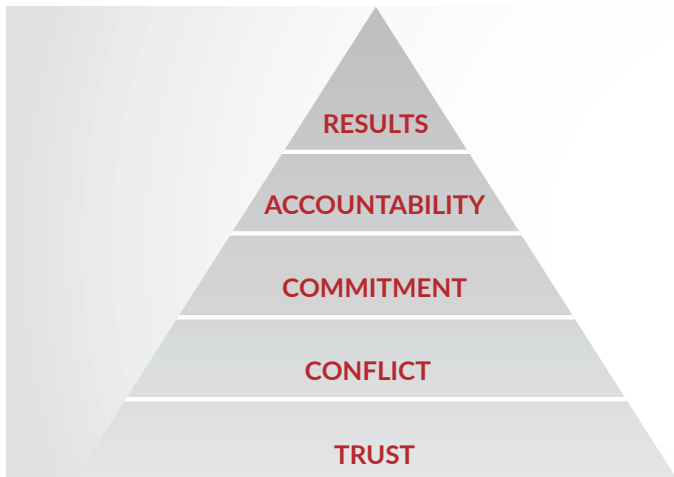 RESULTS
ACCOUNTABILITY
COMMITMENT
CONFLICT
TRUST